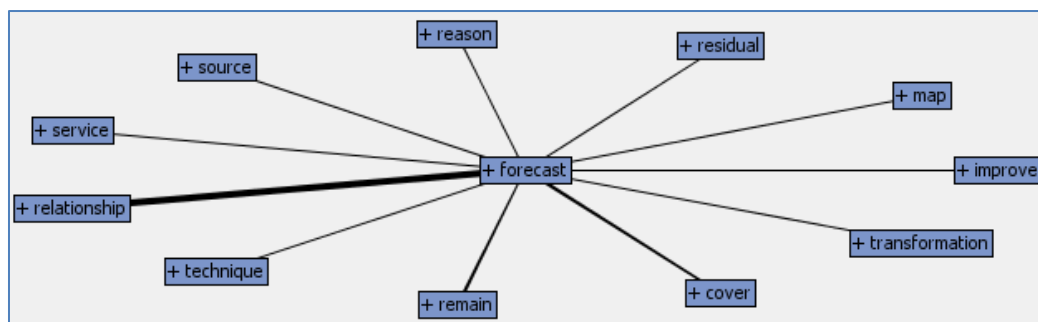 + reason
+ residual
+ source
+ map
+ service
+ forecast
+ improve
+ relationship
+ transformation
+ technique
+ cover
+ remain